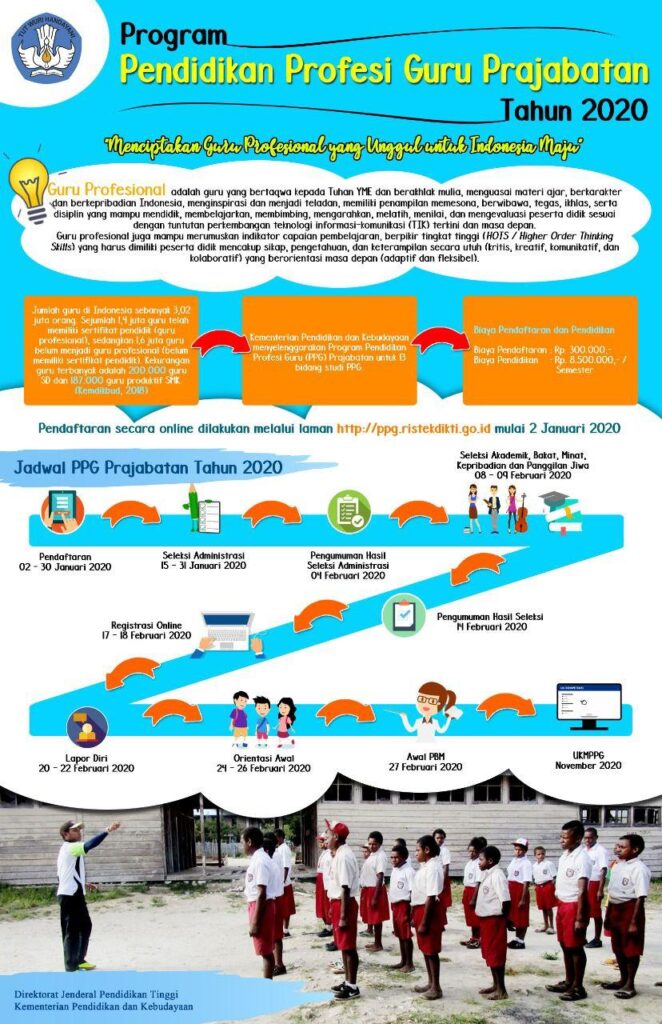 TUT WURI HANDAYANI
Program
Pendidikan Profesi Guru Prajabatan
Tahun 2020
"Menciptakan Guru Profesional yang Unggul untuk Indonesia Maju"
Guru Profesional adalah guru yang bertaqwa kepada Tuhan YME dan berakhlak mulia, menguasai materi ajar, berkarakter
dan berkepribadian Indonesia, menginspirasi dan menjadi teladan, memiliki penampilan memesona, berwibawa, tegas, ikhlas, serta
disiplin yang mampu mendidik, membelajarkan, membimbing, mengarahkan, melatih, menilai, dan mengevaluasi peserta didik sesuai
dengan tuntutan perkembangan teknologi informasi-komunikasi (TIK) terkini dan masa depan.
Guru profesional juga mampu merumuskan indikator capaian pembelajaran, berpikir tingkat tinggi (HOTS / Higher Order Thinking
Skills) yang harus dimiliki peserta didik mencakup sikap, pengetahuan, dan keterampilan secara utuh (kritis, kreatif, komunikatif, dan
kolaboratif) yang berorientasi masa depan (adaptif dan fleksibel).
Jumlah guru di Indonesia sebanyak 3,02
juta orang. Sejumlah 1,4 juta guru telah
memiliki sertifikat pendidik (guru
profesional), sedangkan 1,6 juta guru
belum menjadi guru profesional (belum
memiliki sertifikat pendidik). Kekurangan
guru terbanyak adalah 200.000 guru
SD dan 187.000 guru produktif SMK
(Kemdikbud, 2018)
Kementerian Pendidikan dan Kebudayaan
menyelenggarakan Program Pendidikan
Profesi Guru (PPG) Prajabatan untuk 13
bidang studi PPG
Biaya Pendaftaran dan Pendidikan
Biaya Pendaftaran : Rp. 300.000,-
Biaya Pendidikan : Rp. 8.500.000,- /
Semester
Pendaftaran secara online dilakukan melalui laman http://ppg.ristekdikti.go.id mulai 2 Januari 2020
Jadwal PPG Prajabatan Tahun 2020
Pendaftaran
02 - 30 Januari 2020
Seleksi Administrasi
15 - 31 Januari 2020
Pengumuman Hasil
Seleksi Administrasi
04 Februari 2020
Seleksi Akademik, Bakat, Minat,
Kepribadian dan Panggilan Jiwa
08 - 09 Februari 2020
Pengumuman Hasil Seleksi
14 Februari 2020
Registrasi Online
17 - 18 Februari 2020
Lapor Diri
20 - 22 Februari 2020
Orientasi Awal
24 - 26 Februari 2020
Awal PBM
27 Februari 2020
UKMPPG
November 2020
Direktorat Jenderal Pendidikan Tinggi
Kementerian Pendidikan dan Kebudayaan